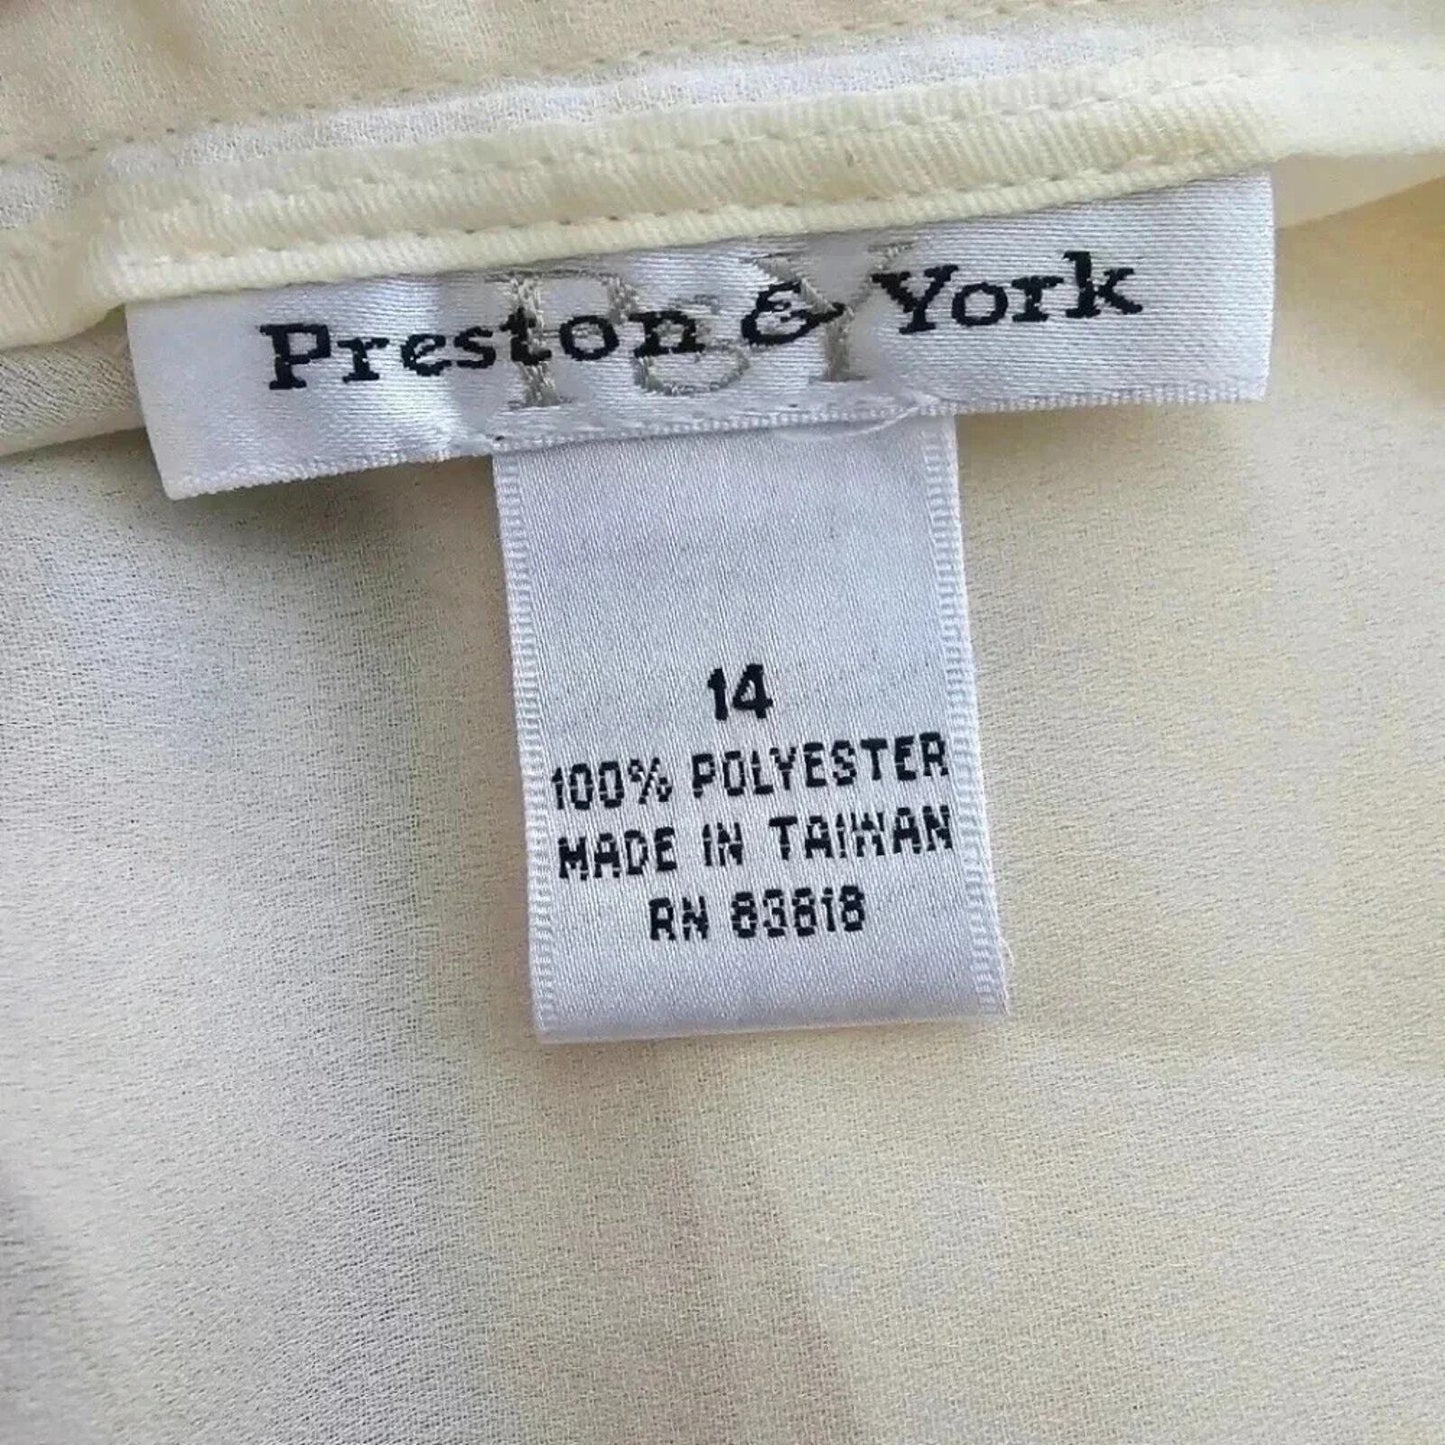 Preston & York
P&Y
14
100% POLYESTER
MADE IN TAIWAN
RN 83818